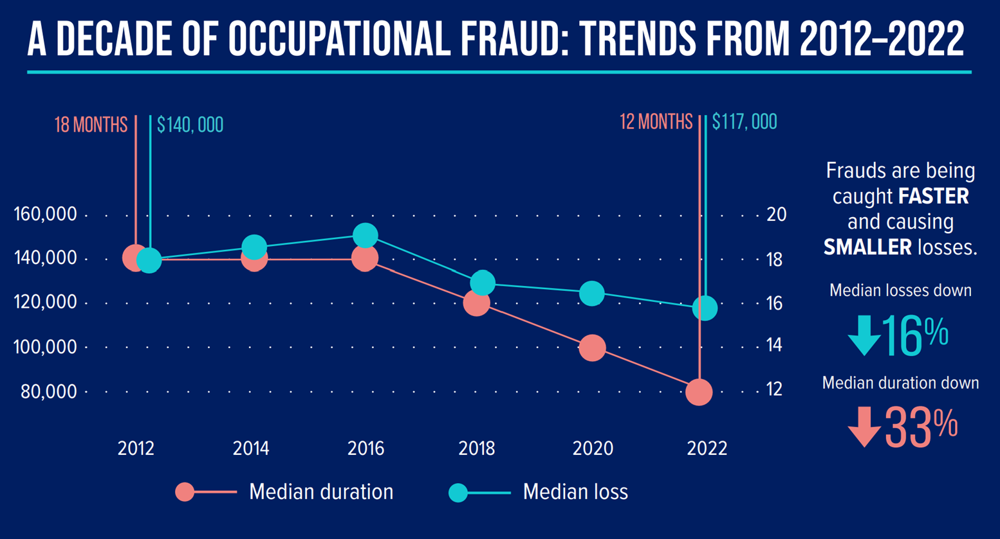 A DECADE OF OCCUPATIONAL FRAUD: TRENDS FROM 2012–2022
18 MONTHS $140, 000
12 MONTHS $117, 000
160,000
140,000
120,000
100,000
80,000
20
18
16
14
12
2012 2014 2016 2018 2020 2022
Median duration
Median loss
Frauds are being
caught FASTER
and causing
SMALLER losses.
Median losses down
16%
Median duration down
33%